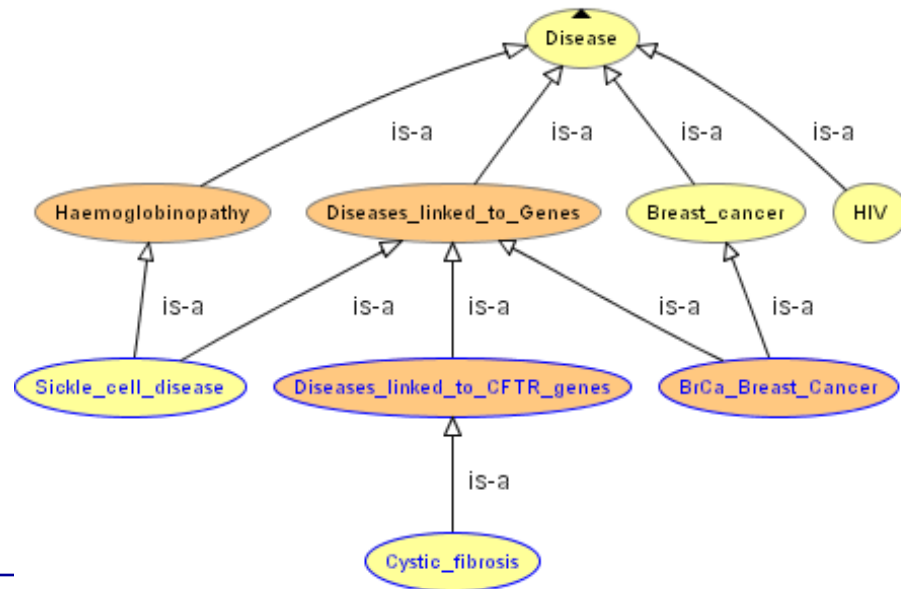 Disease
is-a is-a is-a is-a
Haemoglobinopathy Diseases_linked_to_Genes Breast_cancer HIV
is-a is-a is-a is-a is-a
Sickle_cell_disease Diseases_linked_to_CFTR_genes BrCa_Breast_Cancer
is-a
Cystic_fibrosis